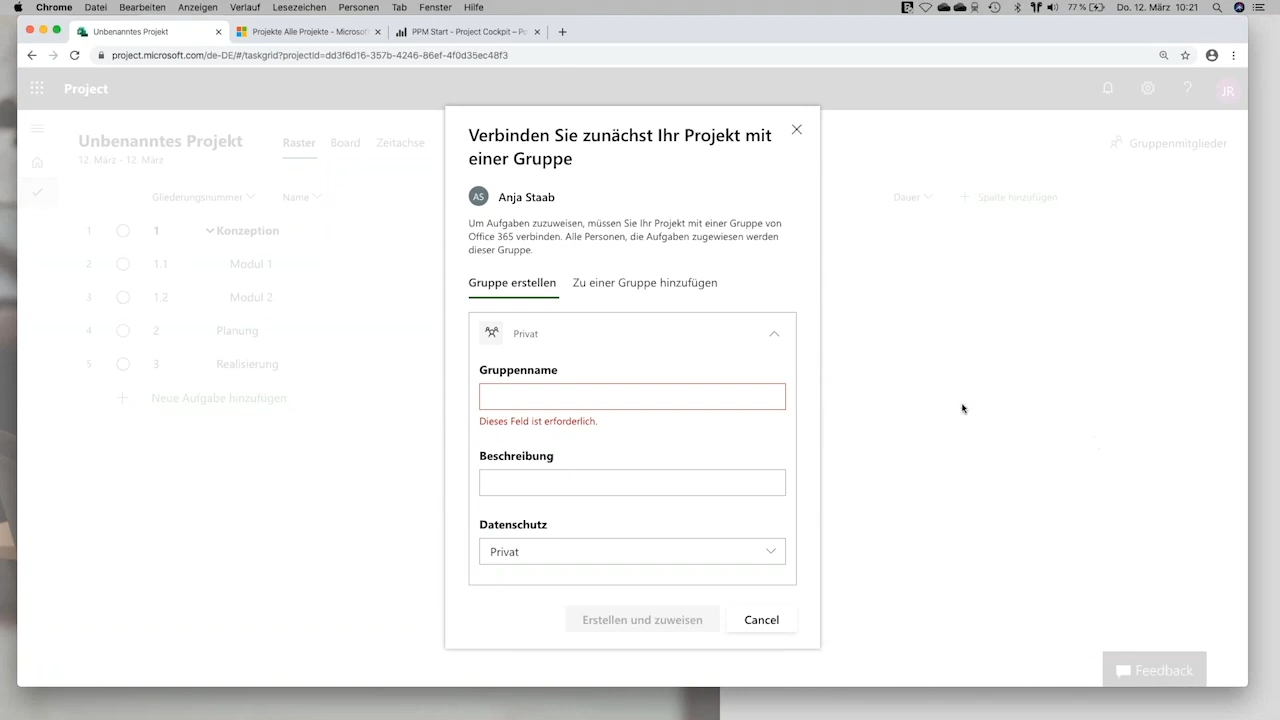 Chrome Datei Bearbeiten Anzeigen Verlauf Lesezeichen Personen Tab Fenster Hilfe 77 % Do. 12. März 10:21
Unbenanntes Projekt Projekte Alle Projekte - Microsoft PPM Start - Project Cockpit – Po
project.microsoft.com/de-DE/#/taskgrid?projectId=dd3f6d16-357b-4246-86ef-4f0d35ec48f3
Project JR
Unbenanntes Projekt Raster Board Zeitachse Gruppenmitglieder
12. März - 12. März
Gliederungsnummer Name Dauer Spalte hinzufügen
1 1 Konzeption
2 1.1 Modul 1
3 1.2 Modul 2
4 2 Planung
5 3 Realisierung
Neue Aufgabe hinzufügen
Verbinden Sie zunächst Ihr Projekt mit
einer Gruppe
AS Anja Staab
Um Aufgaben zuzuweisen, müssen Sie Ihr Projekt mit einer Gruppe von
Office 365 verbinden. Alle Personen, die Aufgaben zugewiesen werden
dieser Gruppe.
Gruppe erstellen Zu einer Gruppe hinzufügen
Privat
Gruppenname
Dieses Feld ist erforderlich.
Beschreibung
Datenschutz
Privat
Erstellen und zuweisen Cancel
Feedback